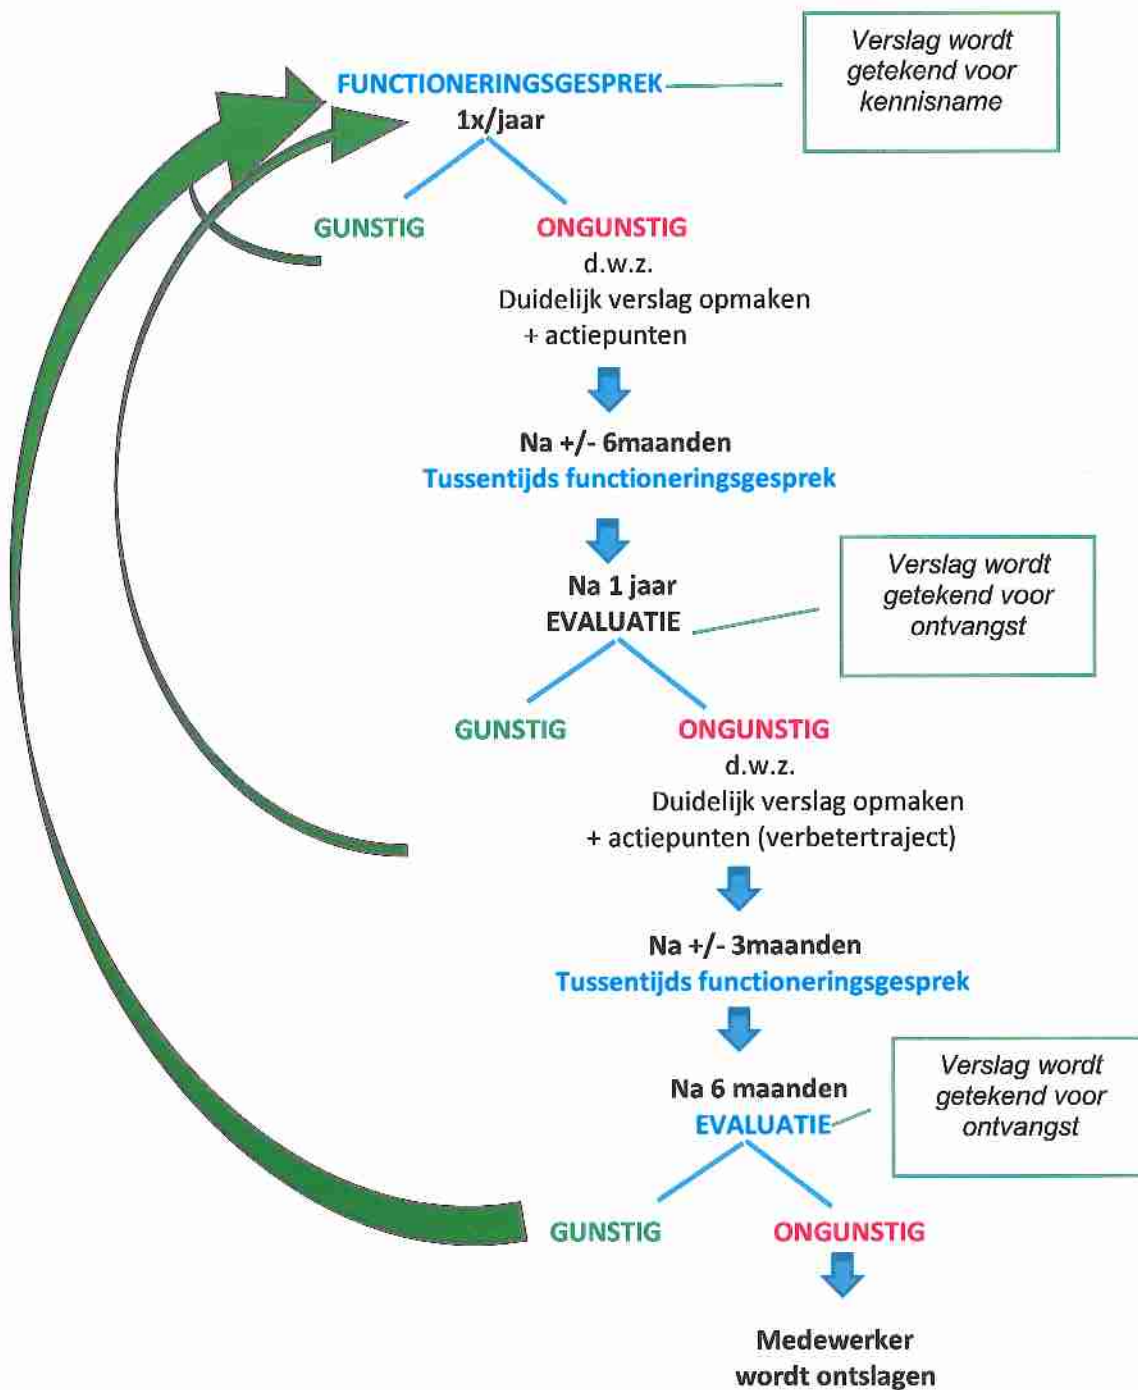 Verslag wordt
getekend voor
kennisname
FUNCTIONERINGSGESPREK
1x/jaar
GUNSTIG
ONGUNSTIG
d.w.z.
Duidelijk verslag opmaken
+ actiepunten
Na +/- 6maanden
Tussentijds functioneringsgesprek
Verslag wordt
getekend voor
ontvangst
Na 1 jaar
EVALUATIE
GUNSTIG
ONGUNSTIG
d.w.z.
Duidelijk verslag opmaken
+ actiepunten (verbetertraject)
Na +/- 3maanden
Tussentijds functioneringsgesprek
Verslag wordt
getekend voor
ontvangst
Na 6 maanden
EVALUATIE
GUNSTIG
ONGUNSTIG
Medewerker
wordt ontslagen